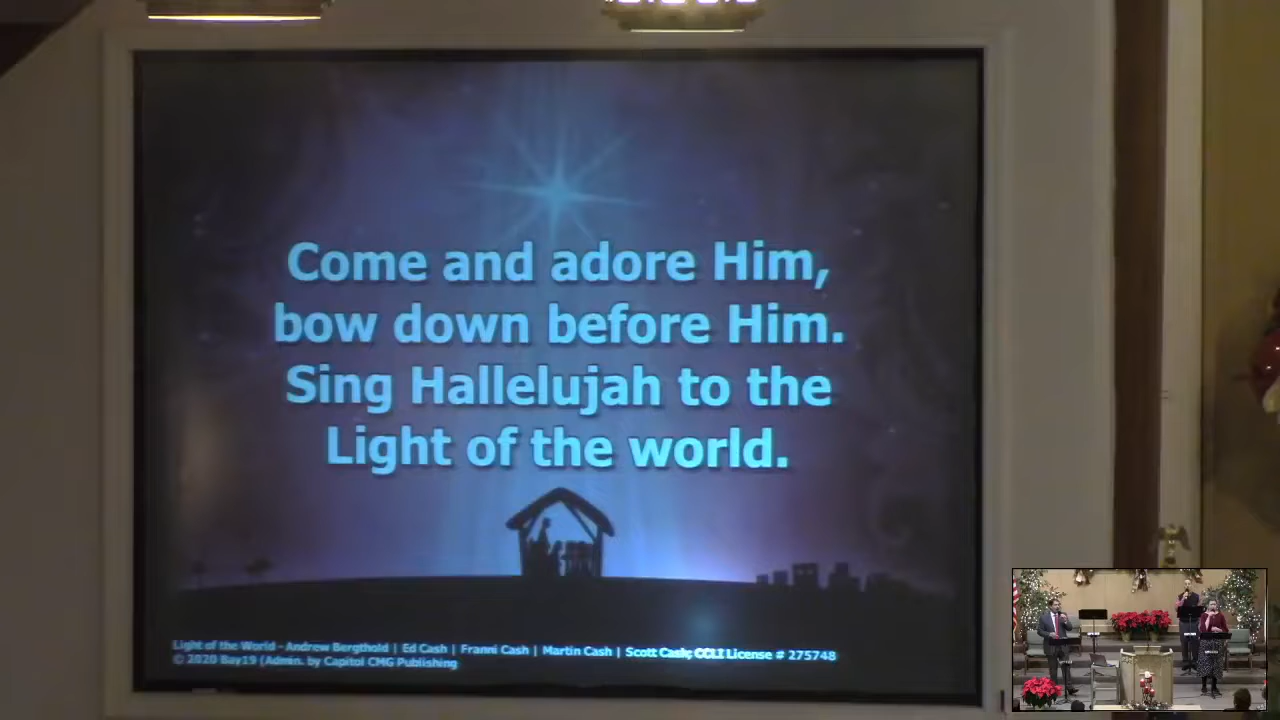 Come and adore Him,
bow down before Him.
Sing Hallelujah to the
Light of the world.
Light of the World - Andrew Bergthold | Ed Cash | Franni Cash | Martin Cash | Scott Cash; CCLI License # 275748
© 2020 Bay19 (Admin. by Capitol CMG Publishing